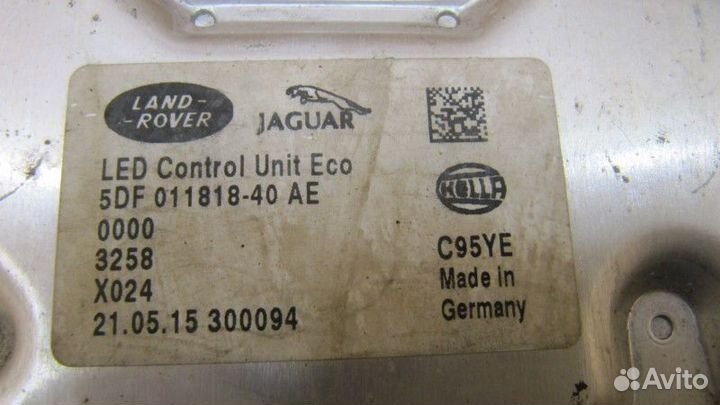 LAND-
-ROVER
JAGUAR
LED Control Unit Eco
5DF 011818-40 AE
0000
3258
X024
21.05.15 300094
HELLA
C95YE
Made in
Germany
Avito